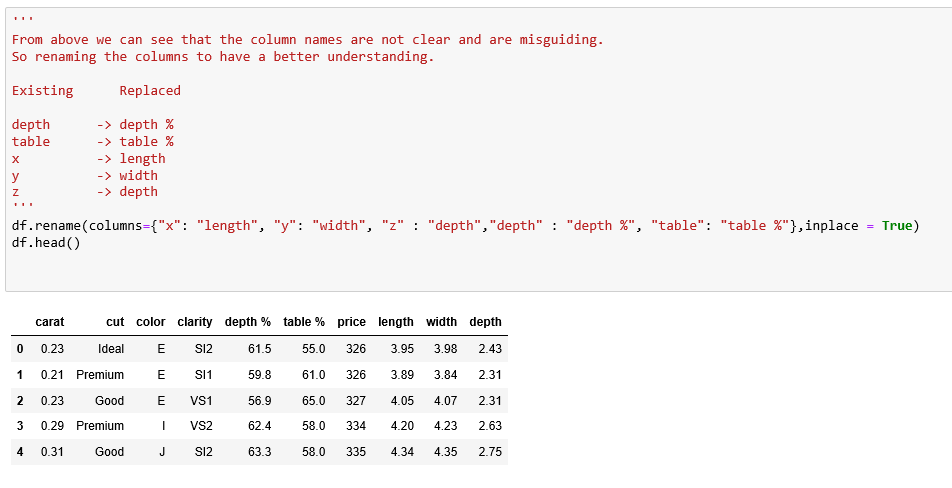 '''
From above we can see that the column names are not clear and are misguiding.
So renaming the columns to have a better understanding.
Existing      Replaced
depth      -> depth %
table      -> table %
x          -> length
y          -> width
z          -> depth
'''
df.rename(columns={"x": "length", "y": "width", "z" : "depth","depth" : "depth %", "table": "table %"},inplace = True)
df.head()
carat cut color clarity depth % table % price length width depth
0 0.23 Ideal E SI2 61.5 55.0 326 3.95 3.98 2.43
1 0.21 Premium E SI1 59.8 61.0 326 3.89 3.84 2.31
2 0.23 Good E VS1 56.9 65.0 327 4.05 4.07 2.31
3 0.29 Premium I VS2 62.4 58.0 334 4.20 4.23 2.63
4 0.31 Good J SI2 63.3 58.0 335 4.34 4.35 2.75